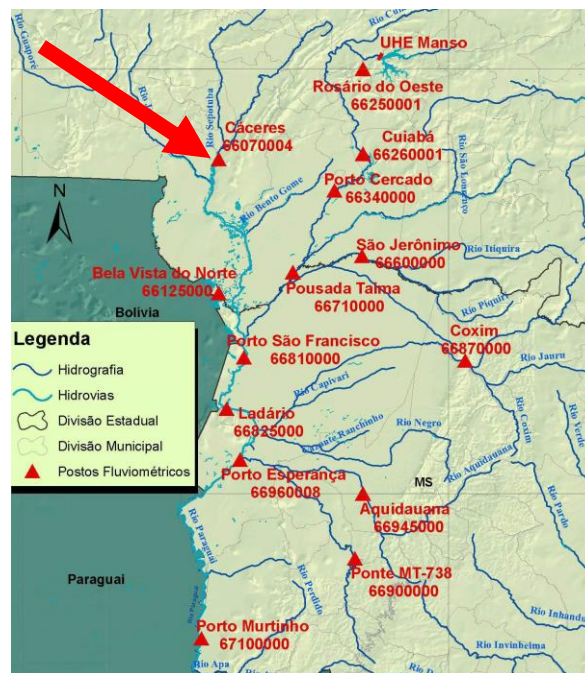 Rio Guaporé
Rio Sepotuba
UHE Manso
Rosário do Oeste
66250001
Cáceres
66070004
Cuiabá
66260001
Rio São Lourenço
Porto Cercado
66340000
Rio Bento Gome
N
São Jerônimo
66600000
Rio Itiquira
Bela Vista do Norte
66125000
Pousada Taima
66710000
Rio Piquiri
Bolivia
Coxim
66870000
Legenda
Hidrografia
Hidrovias
Divisão Estadual
Divisão Municipal
Postos Fluviométricos
Porto São Francisco
66810000
Rio Jauru
Rio Capivari
Ladário
66825000
Rio Coxim
Rio Verde
Rio Negro
Porto Esperança
66960008
Rio Aquidauana
MS
Aquidauana
66945000
Rio Pardo
Rio Paraguai
Paraguai
Ponte MT-738
66900000
Rio Perdido
Rio Inhandu
Porto Murtinho
67100000
Rio Invinheima
Rio Apa